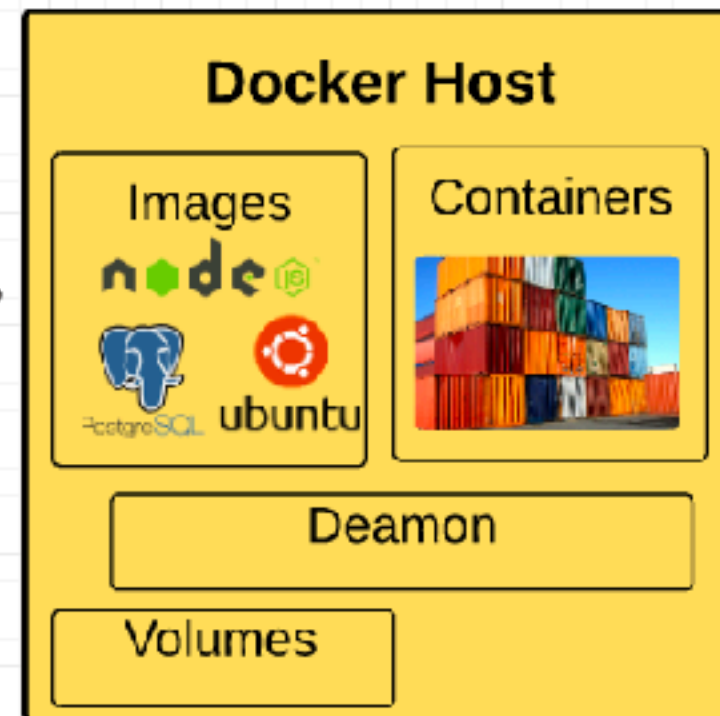 Docker Host
Images
Containers
node
JS
PostgreSQL
ubuntu
Deamon
Volumes